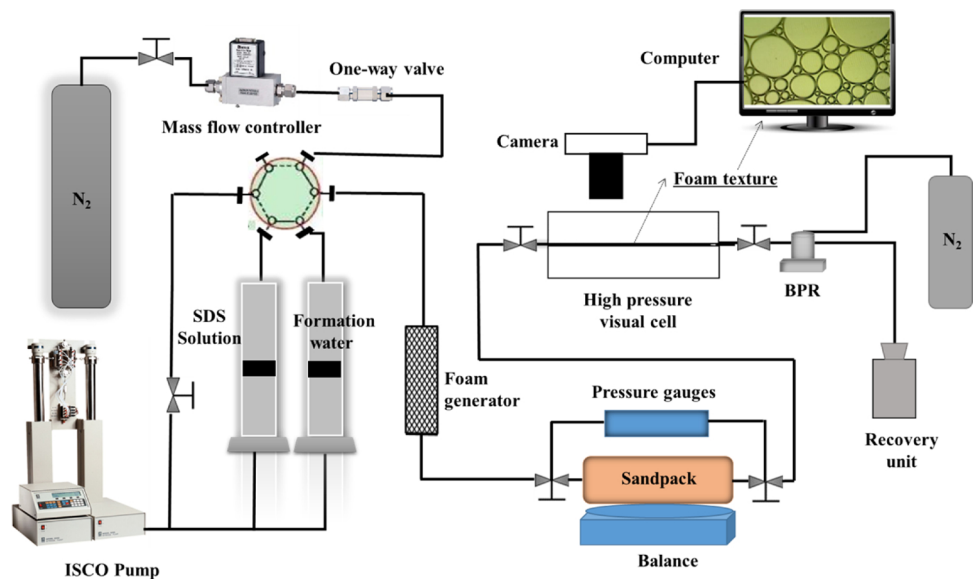 Computer
One-way valve
Mass flow controller
Camera
N₂
Foam texture
N₂
BPR
SDS
Solution
Formation
water
High pressure
visual cell
Foam
generator
Pressure gauges
Recovery
unit
Sandpack
Balance
ISCO Pump